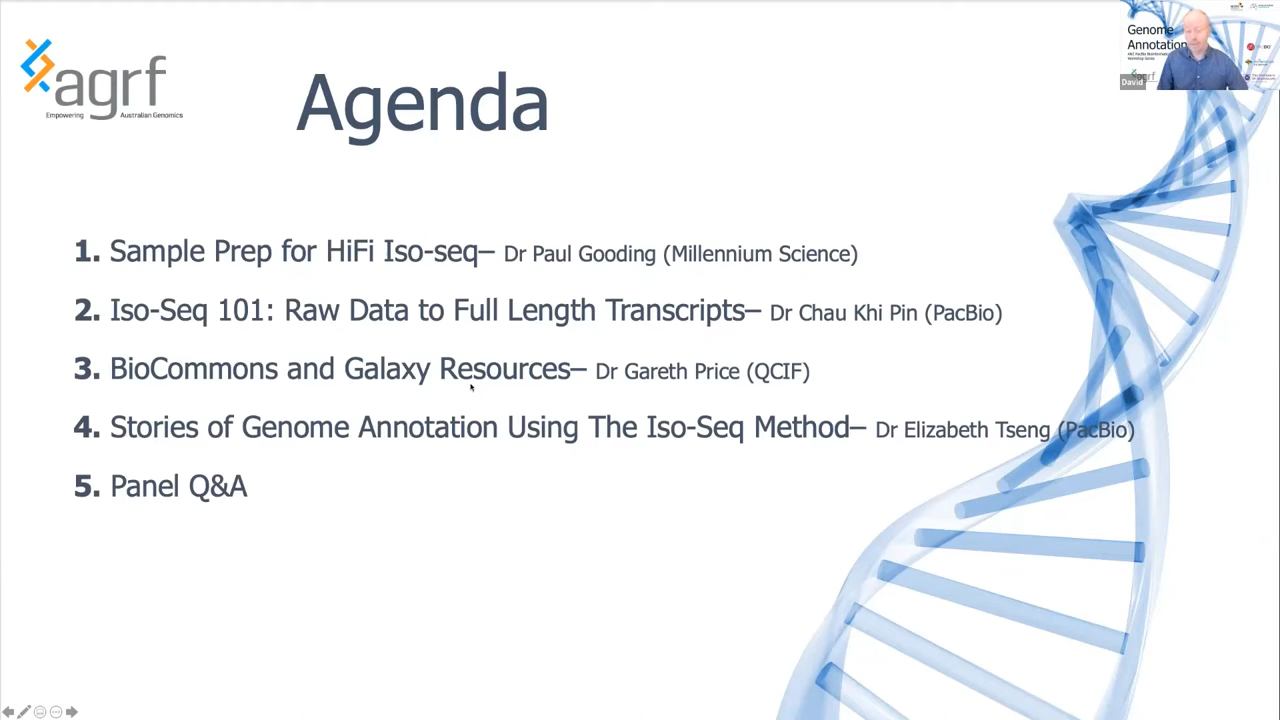 agrf
Empowering Australian Genomics
Agenda
1. Sample Prep for HiFi Iso-seq– Dr Paul Gooding (Millennium Science)
2. Iso-Seq 101: Raw Data to Full Length Transcripts– Dr Chau Khi Pin (PacBio)
3. BioCommons and Galaxy Resources– Dr Gareth Price (QCIF)
4. Stories of Genome Annotation Using The Iso-Seq Method– Dr Elizabeth Tseng (PacBio)
5. Panel Q&A
Genome
Annotation
David